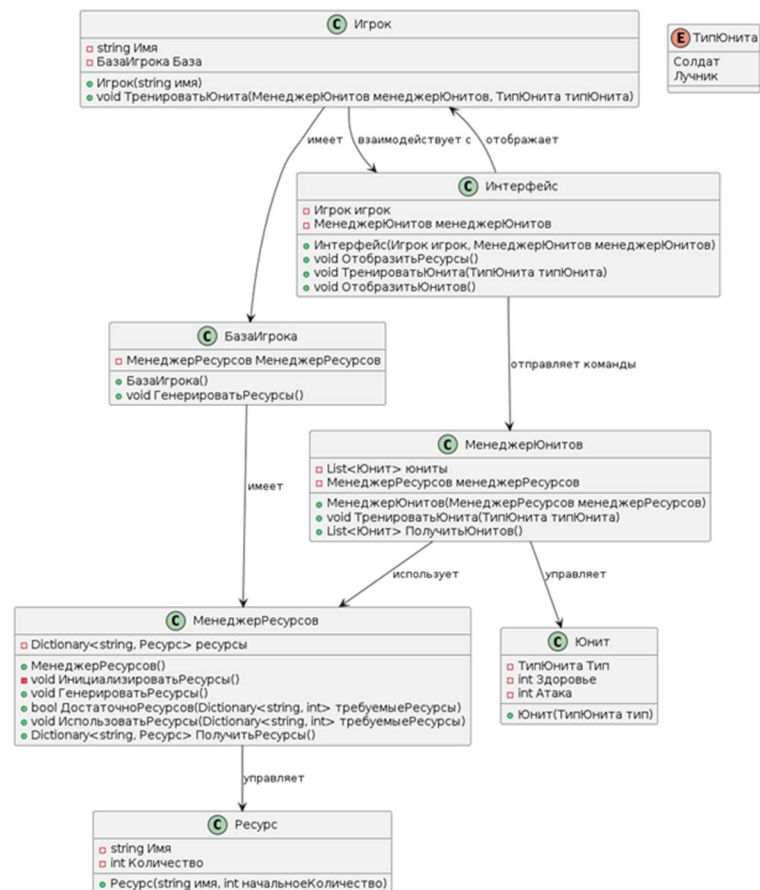 C Игрок
string Имя
БазаИгрока База
Игрок(string имя)
void ТренироватьЮнита(МенеджерЮнитов менеджерЮнитов, ТипЮнита типЮнита)
E ТипЮнита
Солдат
Лучник
имеет
взаимодействует с
отображает
C Интерфейс
Игрок игрок
МенеджерЮнитов менеджерЮнитов
Интерфейс(Игрок игрок, МенеджерЮнитов менеджерЮнитов)
void ОтобразитьРесурсы()
void ТренироватьЮнита(ТипЮнита типЮнита)
void ОтобразитьЮнитов()
C БазаИгрока
МенеджерРесурсов МенеджерРесурсов
БазаИгрока()
void ГенерироватьРесурсы()
отправляет команды
C МенеджерЮнитов
List<Юнит> юниты
МенеджерРесурсов менеджерРесурсов
МенеджерЮнитов(МенеджерРесурсов менеджерРесурсов)
void ТренироватьЮнита(ТипЮнита типЮнита)
List<Юнит> ПолучитьЮнитов()
имеет
использует
управляет
C МенеджерРесурсов
Dictionary<string, Ресурс> ресурсы
МенеджерРесурсов()
void ИнициализироватьРесурсы()
void ГенерироватьРесурсы()
bool ДостаточноРесурсов(Dictionary<string, int> требуемыеРесурсы)
void ИспользоватьРесурсы(Dictionary<string, int> требуемыеРесурсы)
Dictionary<string, Ресурс> ПолучитьРесурсы()
C Юнит
ТипЮнита Тип
int Здоровье
int Атака
Юнит(ТипЮнита тип)
управляет
C Ресурс
string Имя
int Количество
Ресурс(string имя, int начальноеКоличество)